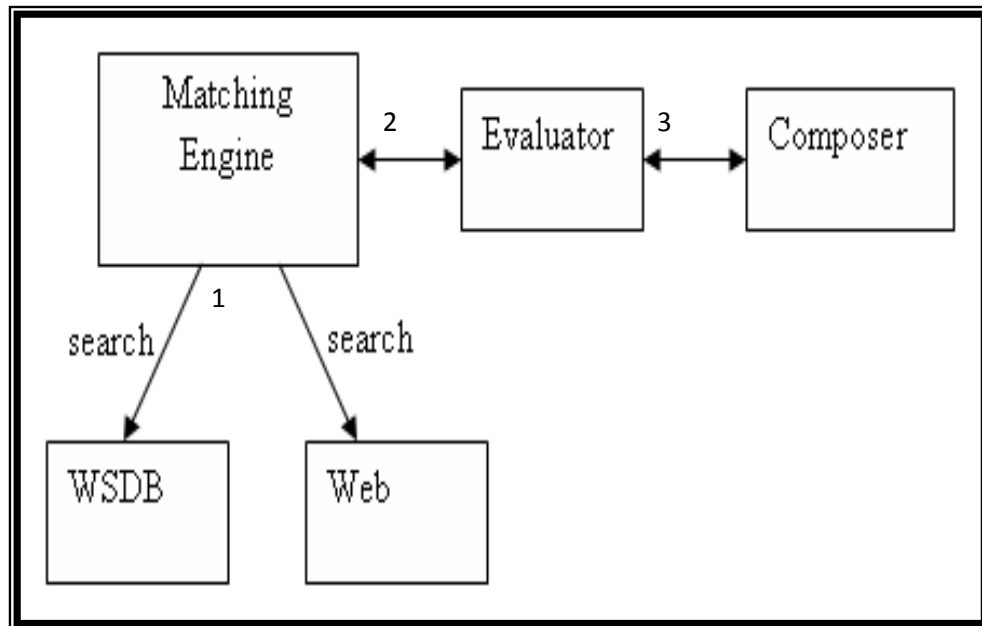 Matching
Engine
2
Evaluator
3
Composer
1
search
search
WSDB
Web